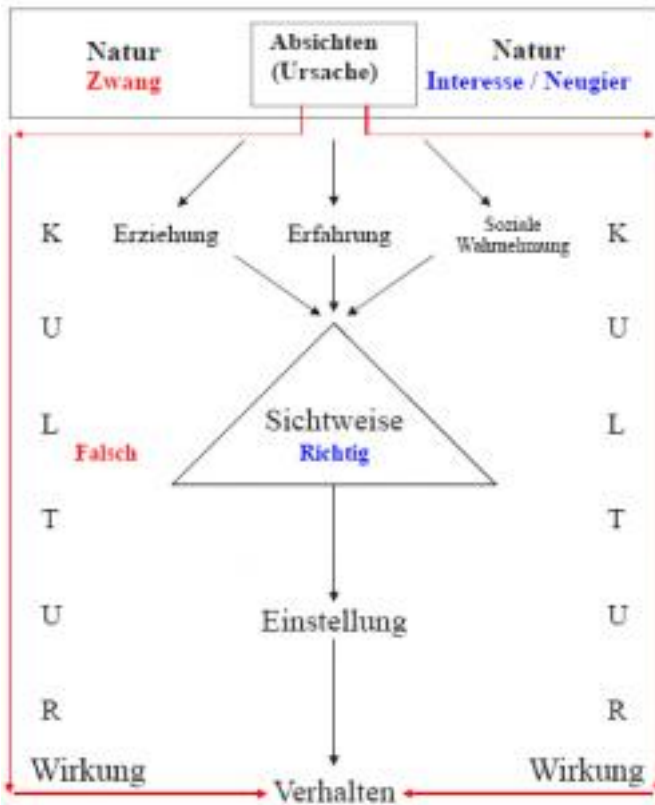 Natur
Zwang
Absichten
(Ursache)
Natur
Interesse / Neugier
Erziehung
Erfahrung
Soziale
Wahrnehmung
K
U
L
T
U
R
K
U
L
T
U
R
Sichtweise
Falsch
Richtig
Einstellung
Wirkung
Wirkung
Verhalten